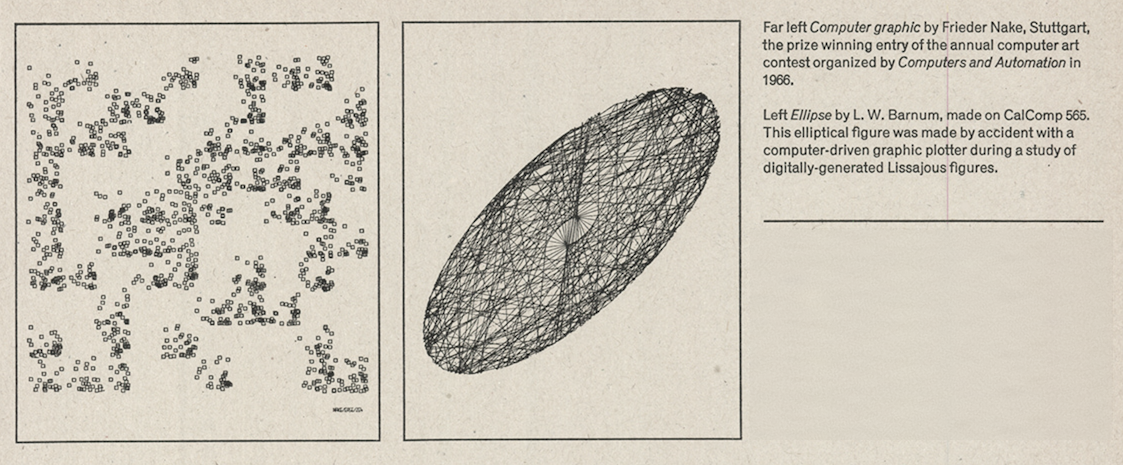 Far left Computer graphic by Frieder Nake, Stuttgart,
the prize winning entry of the annual computer art
contest organized by Computers and Automation in
1966.
Left Ellipse by L. W. Barnum, made on CalComp 565.
This elliptical figure was made by accident with a
computer-driven graphic plotter during a study of
digitally-generated Lissajous figures.